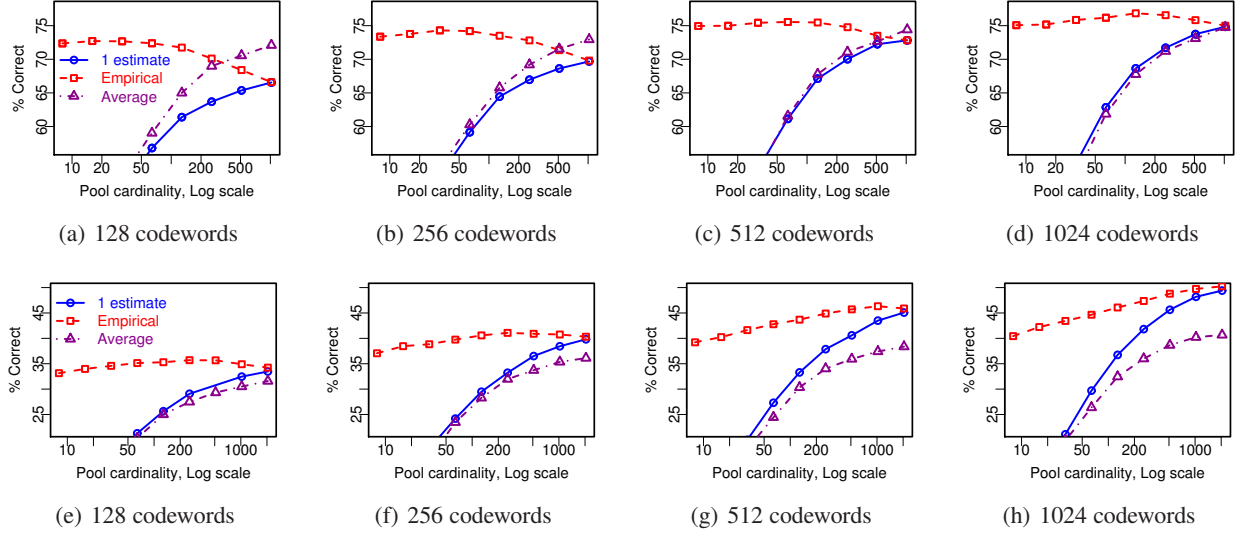 75
70
65
60
% Correct
1 estimate
Empirical
Average
10 20 50 200 500
Pool cardinality, Log scale
(a) 128 codewords
75
70
65
60
% Correct
10 20 50 200 500
Pool cardinality, Log scale
(b) 256 codewords
75
70
65
60
% Correct
10 20 50 200 500
Pool cardinality, Log scale
(c) 512 codewords
75
70
65
60
% Correct
10 20 50 200 500
Pool cardinality, Log scale
(d) 1024 codewords
45
35
25
% Correct
1 estimate
Empirical
Average
10 50 200 1000
Pool cardinality, Log scale
(e) 128 codewords
45
35
25
% Correct
10 50 200 1000
Pool cardinality, Log scale
(f) 256 codewords
45
35
25
% Correct
10 50 200 1000
Pool cardinality, Log scale
(g) 512 codewords
45
35
25
% Correct
10 50 200 1000
Pool cardinality, Log scale
(h) 1024 codewords